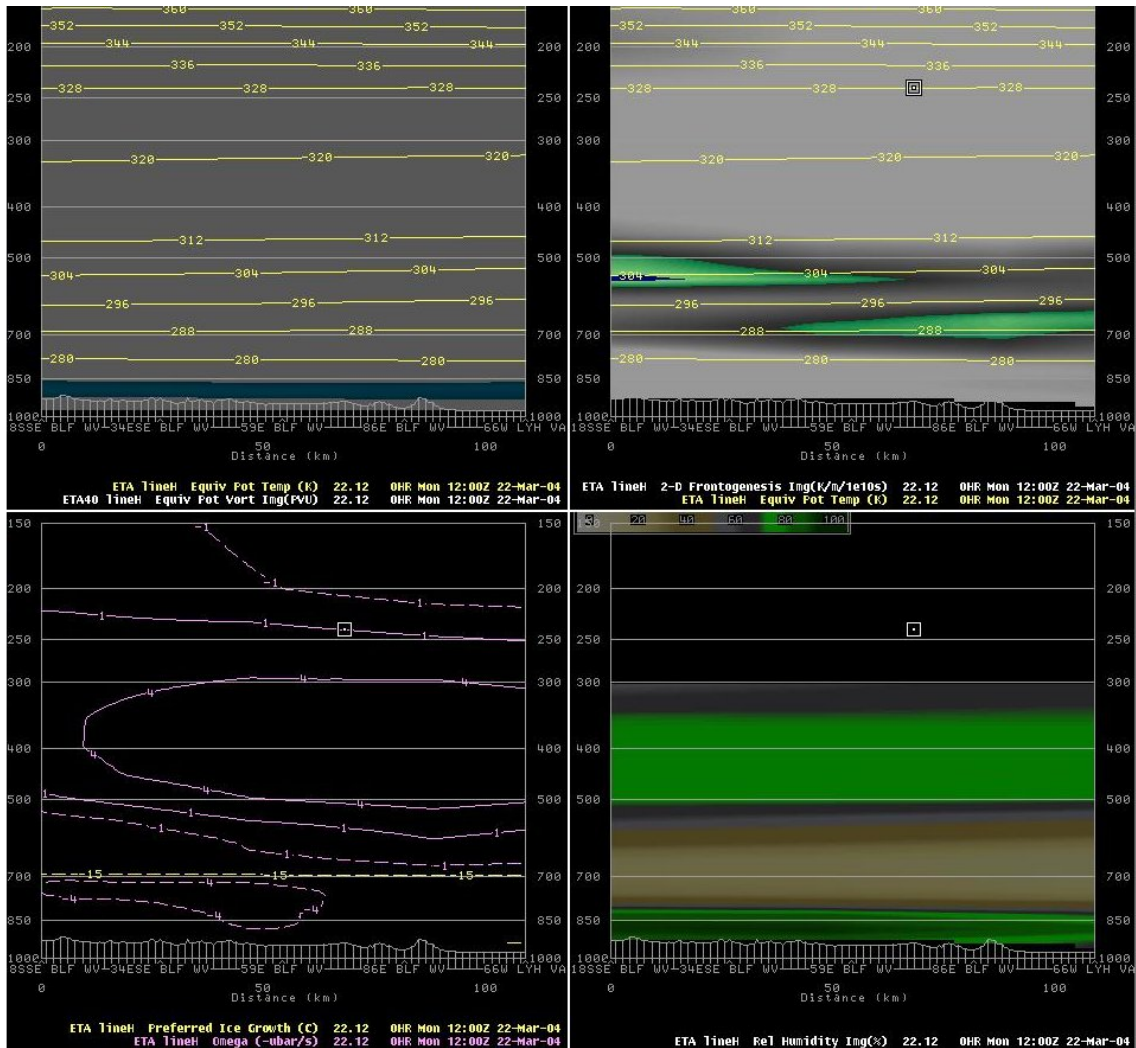 360 360
352 352 352
200 344 344 344
336 336
328 328 328
250
300
320 320 320
400
312 312
500
304 304 304
296 296 296
700 288 288
280 280 280
850
1000 1000
8SSE BLF WV-34ESE BLF WV 59E BLF WV 86E BLF WV 66W LYH VA
0 50 100
Distance (km)
ETA lineH Equiv Pot Temp (K) 22.12 0HR Mon 12:00Z 22-Mar-04
ETA40 lineH Equiv Pot Vort Img(PVU) 22.12 0HR Mon 12:00Z 22-Mar-04
360 360
352 352 352
344 344 344 200
336 336
328 328 328
250 250
300 300
320 320 320
400 400
312 312
500 500
304 304 304
296 296 296
700 288 288 700
280 280 280
850 850
1000 1000
18SSE BLF WV-34ESE BLF WV 59E BLF WV 86E BLF WV 66W LYH VA
0 50 100
Distance (km)
ETA lineH 2-D Frontogenesis Img(K/m/1e10s) 22.12 0HR Mon 12:00Z 22-Mar-04
ETA lineH Equiv Pot Temp (K) 22.12 0HR Mon 12:00Z 22-Mar-04
150 -1 150
200 -1 -1 200
1 1 1
250 1 1 250
300 4 4 4 300
400 4 4 400
4
500 1 4 4 4 500
1 1 1
-1 -1 -1 -1
700 -15 -15 -15 700
-4 -4 -4 -4
850 850
1000 1000
8SSE BLF WV-34ESE BLF WV 59E BLF WV 86E BLF WV 66W LYH VA
0 50 100
Distance (km)
ETA lineH Preferred Ice Growth (C) 22.12 0HR Mon 12:00Z 22-Mar-04
ETA lineH Omega (-ubar/s) 22.12 0HR Mon 12:00Z 22-Mar-04
0 20 40 60 80 100
150 150
200 200
250 250
300 300
400 400
500 500
700 700
850 850
1000 1000
18SSE BLF WV-34ESE BLF WV 59E BLF WV 86E BLF WV 66W LYH VA
0 50 100
Distance (km)
ETA lineH Rel Humidity Img(%) 22.12 0HR Mon 12:00Z 22-Mar-04